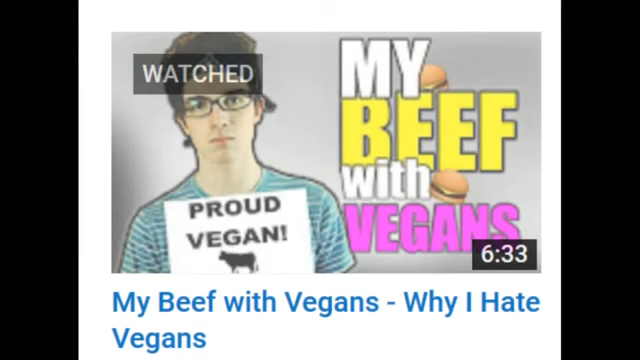 WATCHED
MY
BEEF
with
VEGANS
PROUD
VEGAN!
6:33
My Beef with Vegans - Why I Hate
Vegans